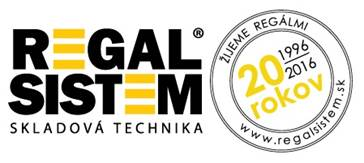 REGAL®
SISTEM
SKLADOVÁ TECHNIKA
ŽIJEME REGÁLMI
1996
20
2016
rokov
www.regalsistem.sk